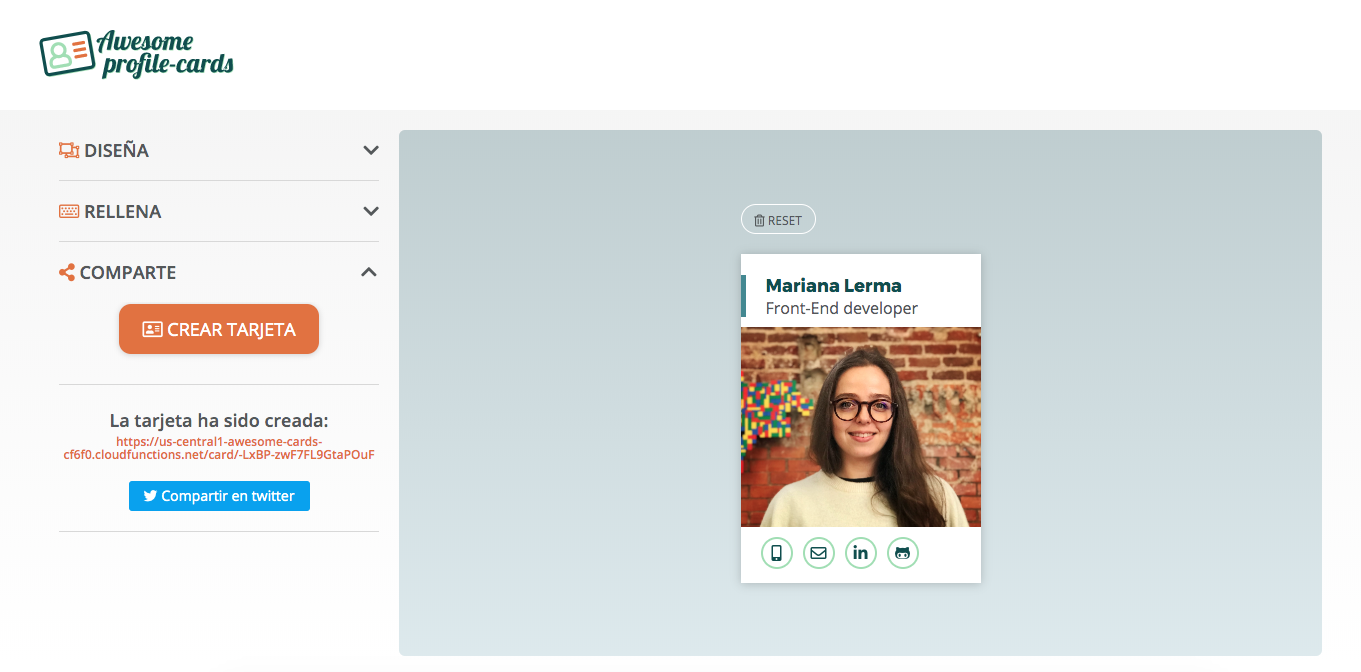 Awesome
profile-cards
DISEÑA
RELLENA
COMPARTE
CREAR TARJETA
La tarjeta ha sido creada:
https://us-central1-awesome-cards-
cf6f0.cloudfunctions.net/card/-LxBP-zwF7FL9GtaPOuF
Compartir en twitter
RESET
Mariana Lerma
Front-End developer
in